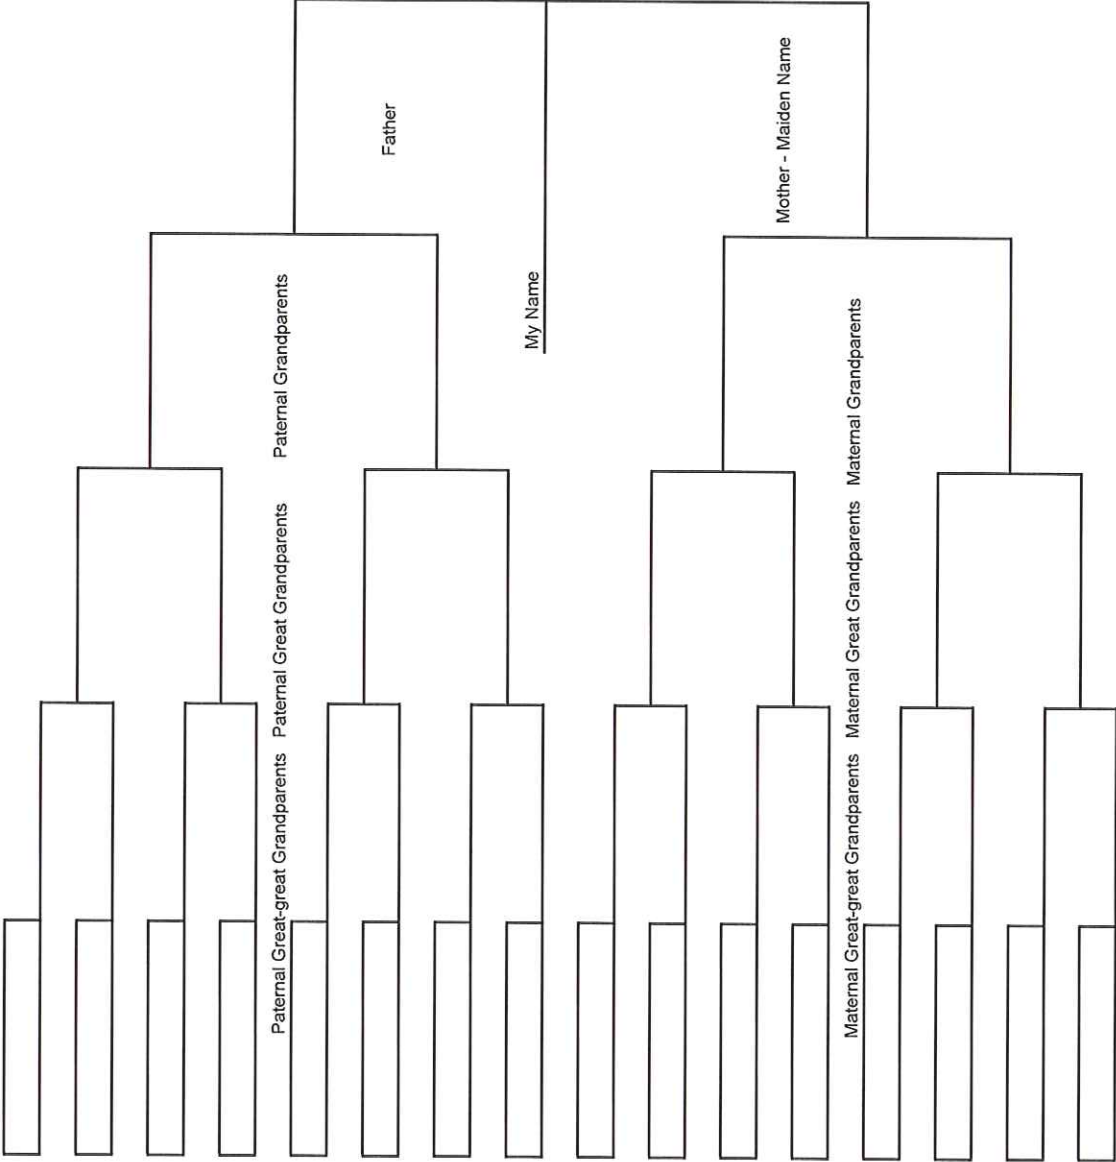 Father
Paternal Grandparents
Paternal Great Grandparents
Paternal Great-great Grandparents
My Name
Mother - Maiden Name
Maternal Grandparents
Maternal Great Grandparents
Maternal Great-great Grandparents